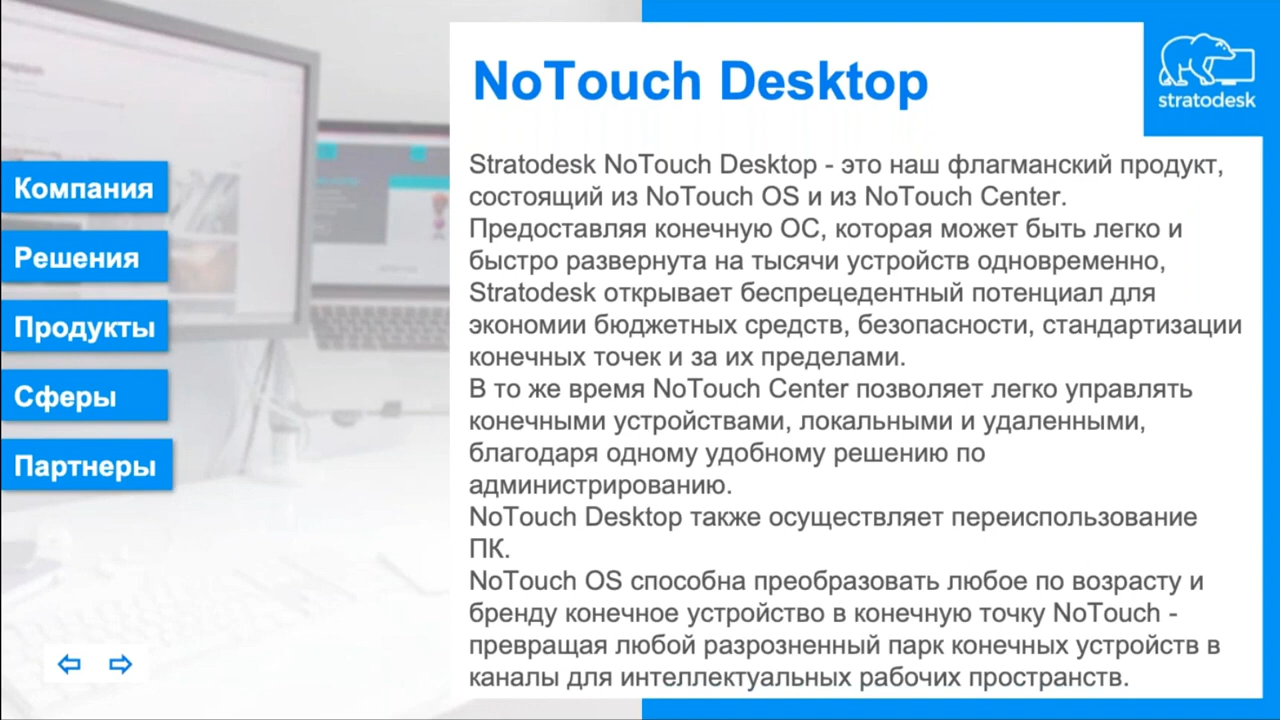 NoTouch Desktop
stratodesk
Компания
Решения
Продукты
Сферы
Партнеры
Stratodesk NoTouch Desktop - это наш флагманский продукт,
состоящий из NoTouch OS и из NoTouch Center.
Предоставляя конечную ОС, которая может быть легко и
быстро развернута на тысячи устройств одновременно,
Stratodesk открывает беспрецедентный потенциал для
экономии бюджетных средств, безопасности, стандартизации
конечных точек и за их пределами.
В то же время NoTouch Center позволяет легко управлять
конечными устройствами, локальными и удаленными,
благодаря одному удобному решению по
администрированию.
NoTouch Desktop также осуществляет переиспользование
ПК.
NoTouch OS способна преобразовать любое по возрасту и
бренду конечное устройство в конечную точку NoTouch -
превращая любой разрозненный парк конечных устройств в
каналы для интеллектуальных рабочих пространств.